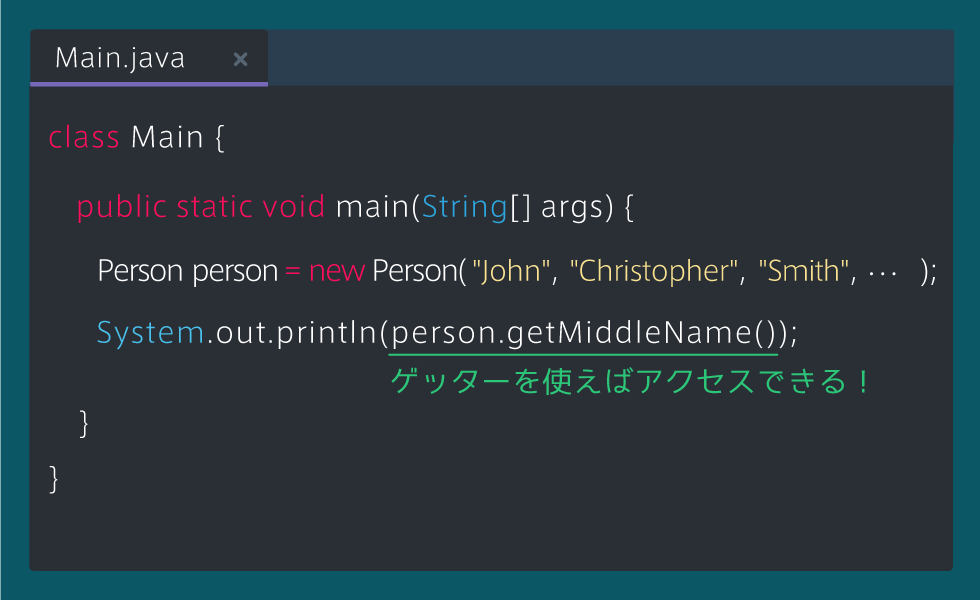 Main.java ×
class Main {
public static void main(String[] args) {
Person person = new Person( "John", "Christopher", "Smith", … );
System.out.println(person.getMiddleName());
ゲッターを使えばアクセスできる！
}
}